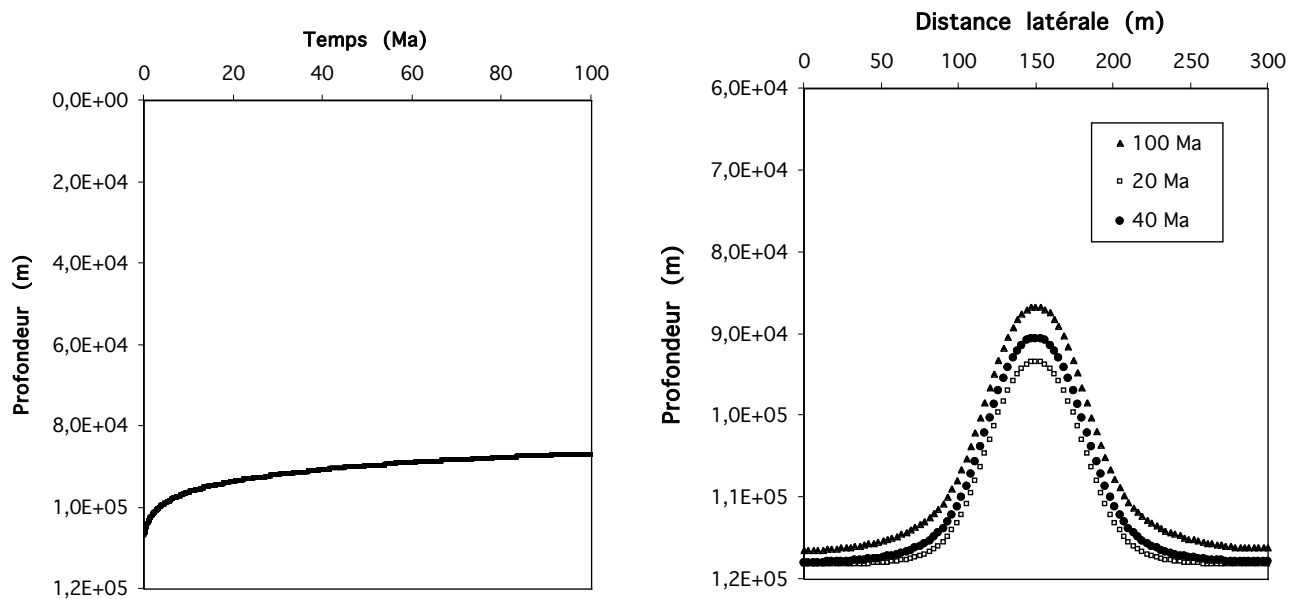 Temps (Ma)
0 20 40 60 80 100
0,0E+00
2,0E+04
4,0E+04
6,0E+04
8,0E+04
1,0E+05
1,2E+05
Profondeur (m)
Distance latérale (m)
0 50 100 150 200 250 300
6,0E+04
7,0E+04
8,0E+04
9,0E+04
1,0E+05
1,1E+05
1,2E+05
Profondeur (m)
100 Ma
20 Ma
40 Ma